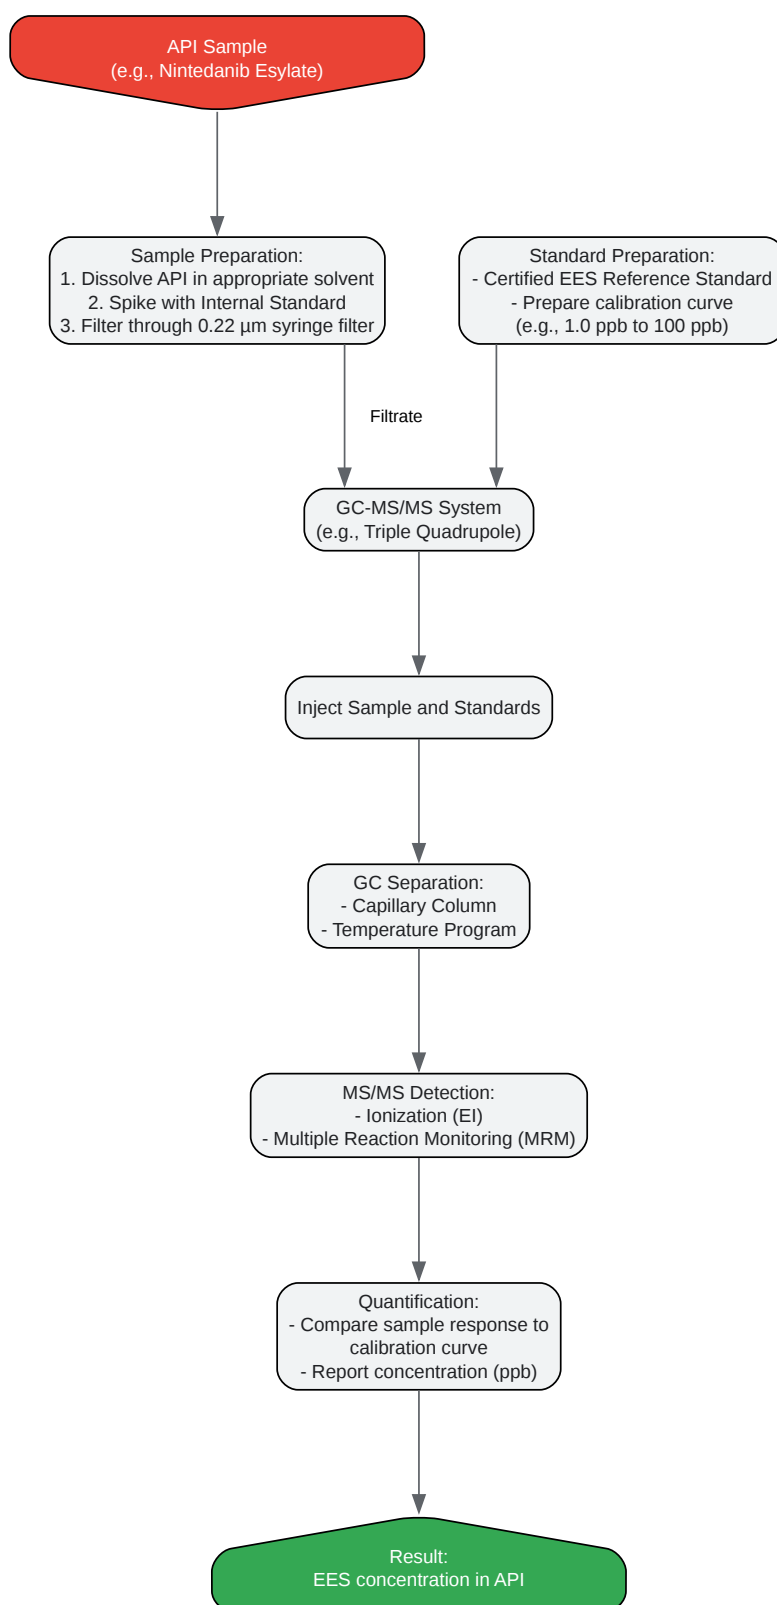 API Sample
(e.g., Nintedanib Esylate)
Sample Preparation:
1. Dissolve API in appropriate solvent
2. Spike with Internal Standard
3. Filter through 0.22 µm syringe filter
Standard Preparation:
- Certified EES Reference Standard
- Prepare calibration curve
(e.g., 1.0 ppb to 100 ppb)
Filtrate
GC-MS/MS System
(e.g., Triple Quadrupole)
Inject Sample and Standards
GC Separation:
- Capillary Column
- Temperature Program
MS/MS Detection:
- Ionization (EI)
- Multiple Reaction Monitoring (MRM)
Quantification:
- Compare sample response to
calibration curve
- Report concentration (ppb)
Result:
EES concentration in API